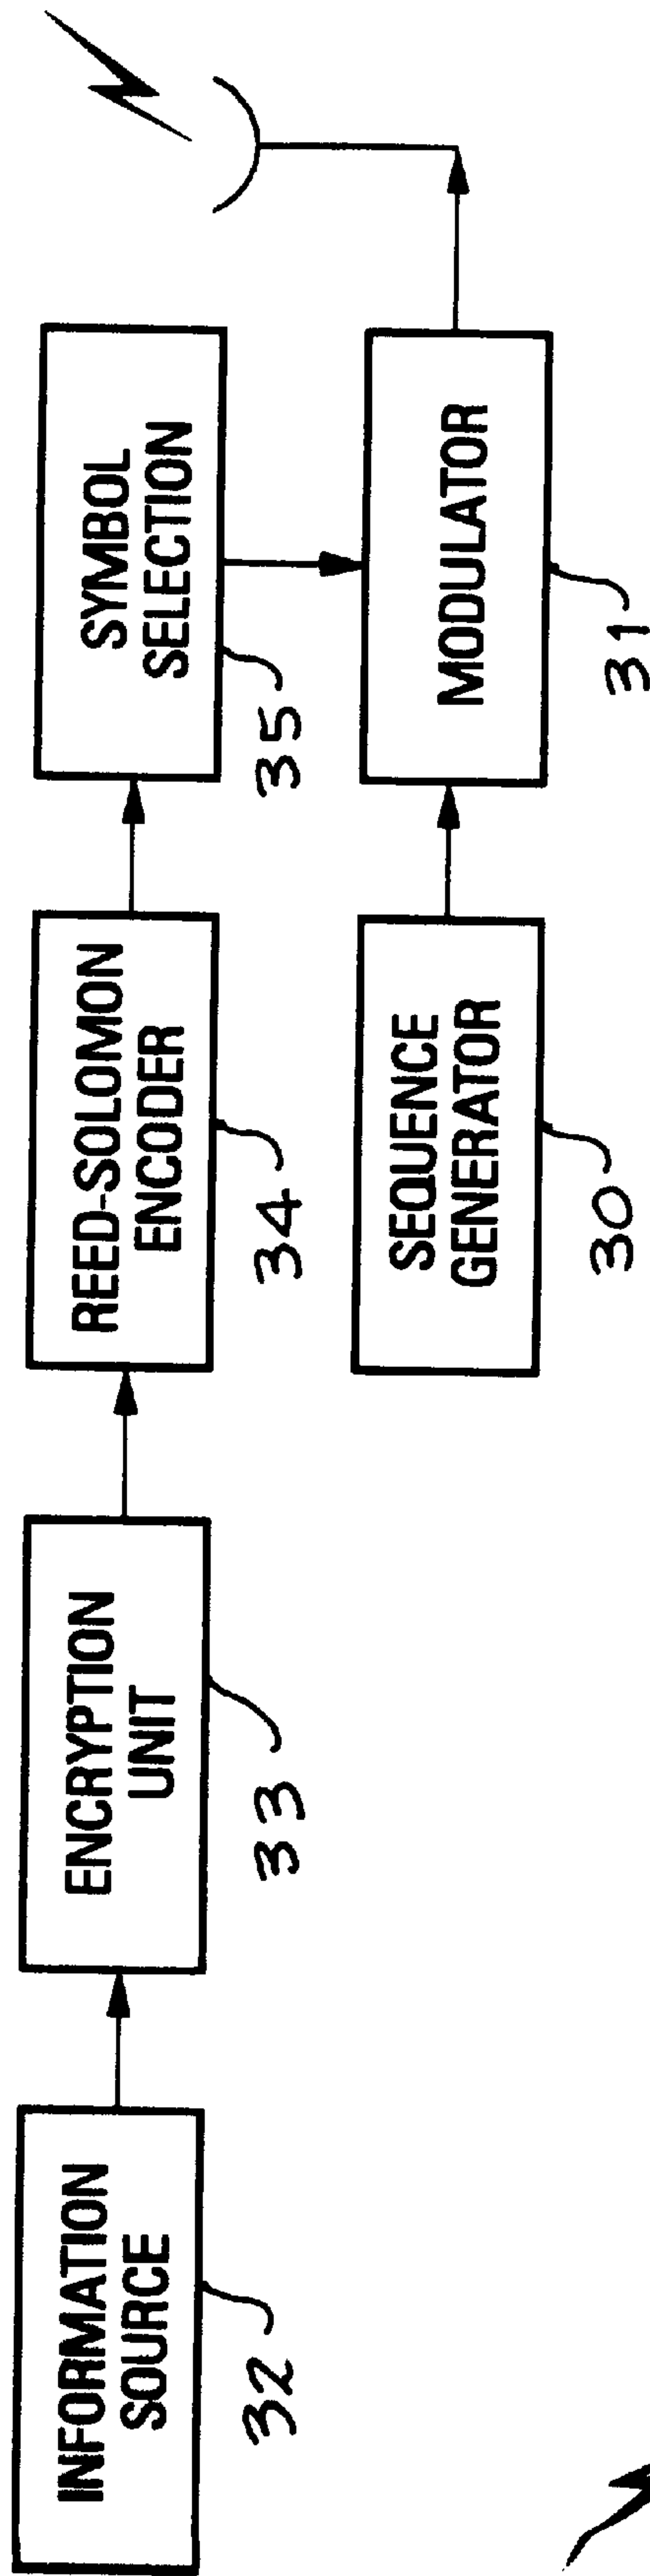 INFORMATION
SOURCE
32
ENCRYPTION
UNIT
33
REED-SOLOMON
ENCODER
34
SYMBOL
SELECTION
35
SEQUENCE
GENERATOR
30
MODULATOR
31